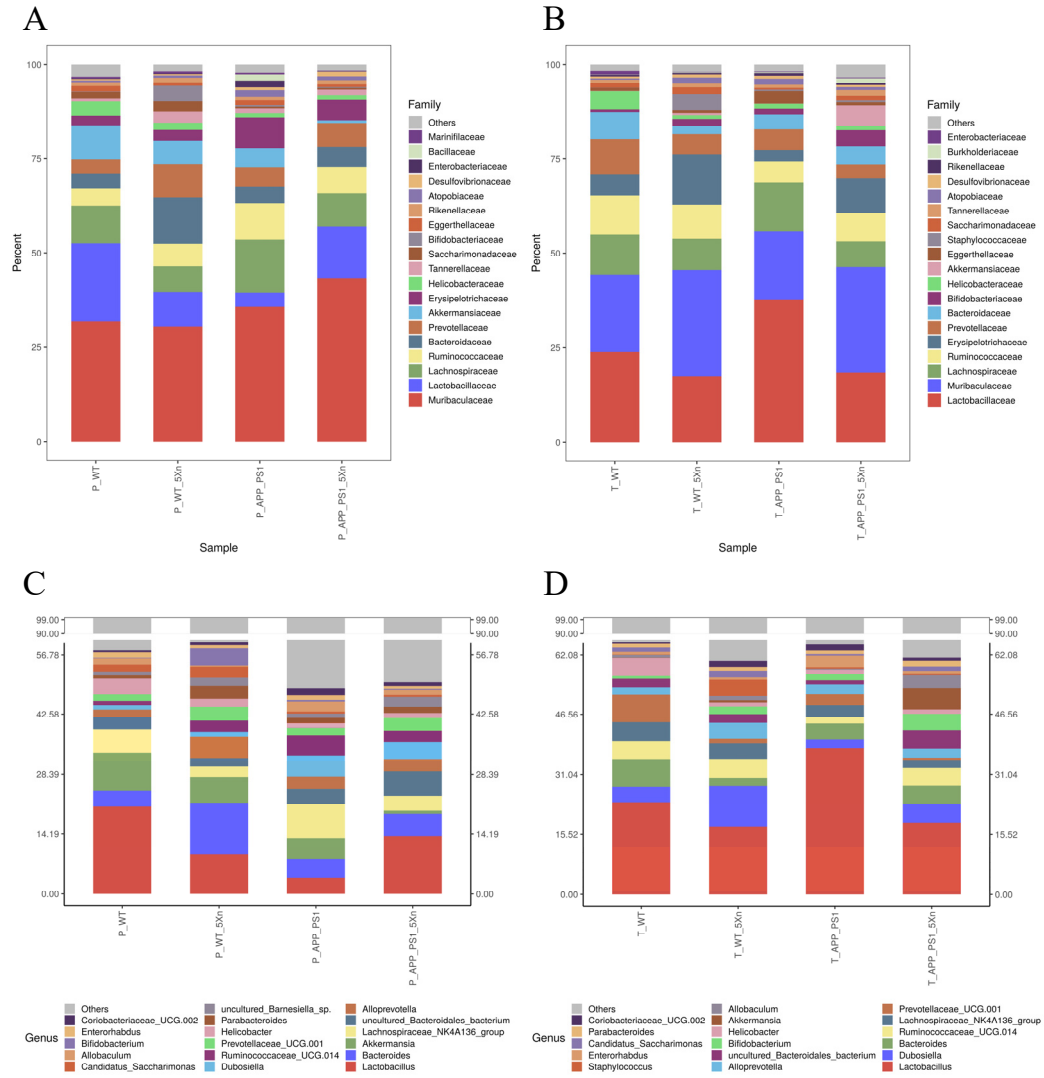 A
B
100
75
50
25
0
Percent
P_WT
P_WT_5Xn
P_APP_PS1
P_APP_PS1_5Xn
Sample
Family
Others
Marinifilaceae
Bacillaceae
Enterobacteriaceae
Desulfovibrionaceae
Atopobiaceae
Rikenellaceae
Eggerthellaceae
Bifidobacteriaceae
Saccharimonadaceae
Tannerellaceae
Helicobacteraceae
Erysipelotrichaceae
Akkermansiaceae
Prevotellaceae
Bacteroidaceae
Ruminococcaceae
Lachnospiraceae
Lactobacillaceae
Muribaculaceae
100
75
50
25
0
Percent
T_WT
T_WT_5Xn
T_APP_PS1
T_APP_PS1_5Xn
Sample
Family
Others
Enterobacteriaceae
Burkholderiaceae
Rikenellaceae
Desulfovibrionaceae
Atopobiaceae
Tannerellaceae
Saccharimonadaceae
Staphylococcaceae
Eggerthellaceae
Akkermansiaceae
Helicobacteraceae
Bifidobacteriaceae
Bacteroidaceae
Prevotellaceae
Erysipelotrichaceae
Ruminococcaceae
Lachnospiraceae
Muribaculaceae
Lactobacillaceae
C
D
99.00
90.00
56.78
42.58
28.39
14.19
0.00
99.00
90.00
56.78
42.58
28.39
14.19
0.00
P_WT
P_WT_5Xn
P_APP_PS1
P_APP_PS1_5Xn
99.00
90.00
62.08
46.56
31.04
15.52
0.00
99.00
90.00
62.08
46.56
31.04
15.52
0.00
T_WT
T_WT_5Xn
T_APP_PS1
T_APP_PS1_5Xn
Genus
Others
Coriobacteriaceae_UCG.002
Enterorhabdus
Bifidobacterium
Allobaculum
Candidatus_Saccharimonas
uncultured_Barnesiella_sp.
Parabacteroides
Helicobacter
Prevotellaceae_UCG.001
Ruminococcaceae_UCG.014
Dubosiella
Alloprevotella
uncultured_Bacteroidales_bacterium
Lachnospiraceae_NK4A136_group
Akkermansia
Bacteroides
Lactobacillus
Genus
Others
Coriobacteriaceae_UCG.002
Parabacteroides
Candidatus_Saccharimonas
Enterorhabdus
Staphylococcus
Allobaculum
Akkermansia
Helicobacter
Bifidobacterium
uncultured_Bacteroidales_bacterium
Alloprevotella
Prevotellaceae_UCG.001
Lachnospiraceae_NK4A136_group
Ruminococcaceae_UCG.014
Bacteroides
Dubosiella
Lactobacillus